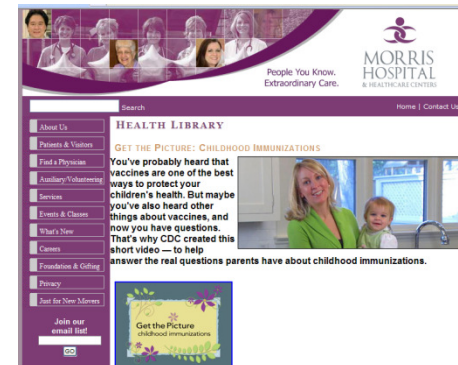 People You Know.
Extraordinary Care.
MORRIS
HOSPITAL
& HEALTHCARE CENTERS
Search
Home | Contact Us
About Us
Patients & Visitors
Find a Physician
Auxiliary/Volunteering
Services
Events & Classes
What's New
Careers
Foundation & Gifting
Privacy
Just for New Movers
Join our
email list!
GO
HEALTH LIBRARY
GET THE PICTURE: CHILDHOOD IMMUNIZATIONS
You've probably heard that
vaccines are one of the best
ways to protect your
children's health. But maybe
you've also heard other
things about vaccines, and
now you have questions.
That's why CDC created this
short video — to help
answer the real questions parents have about childhood immunizations.
Get the Picture
childhood immunizations